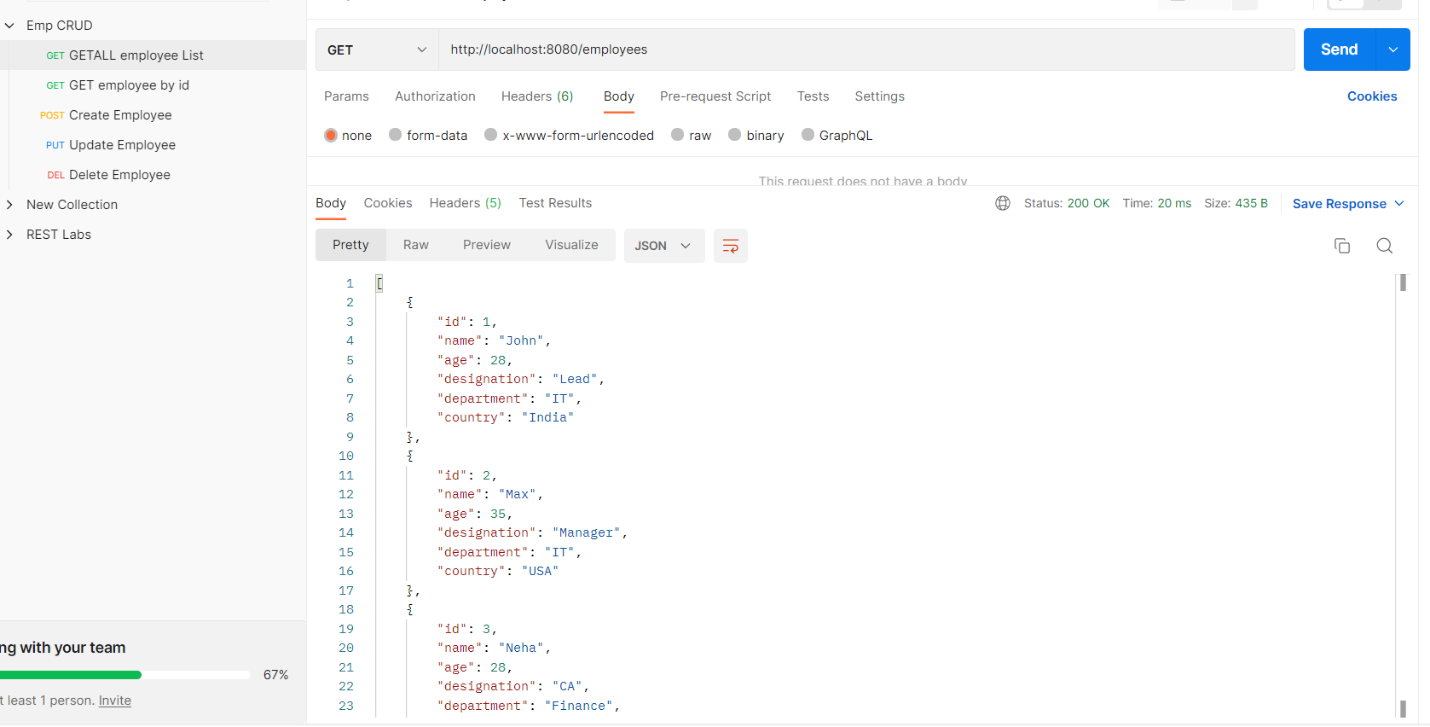 Emp CRUD
GET GETALL employee List
GET GET employee by id
POST Create Employee
PUT Update Employee
DEL Delete Employee
New Collection
REST Labs
ng with your team
67%
t least 1 person. Invite
GET http://localhost:8080/employees Send
Params Authorization Headers (6) Body Pre-request Script Tests Settings Cookies
none form-data x-www-form-urlencoded raw binary GraphQL
This request does not have a body
Body Cookies Headers (5) Test Results Status: 200 OK Time: 20 ms Size: 435 B Save Response
Pretty Raw Preview Visualize JSON
1 [
2 {
3 "id": 1,
4 "name": "John",
5 "age": 28,
6 "designation": "Lead",
7 "department": "IT",
8 "country": "India"
9 },
10 {
11 "id": 2,
12 "name": "Max",
13 "age": 35,
14 "designation": "Manager",
15 "department": "IT",
16 "country": "USA"
17 },
18 {
19 "id": 3,
20 "name": "Neha",
21 "age": 28,
22 "designation": "CA",
23 "department": "Finance",